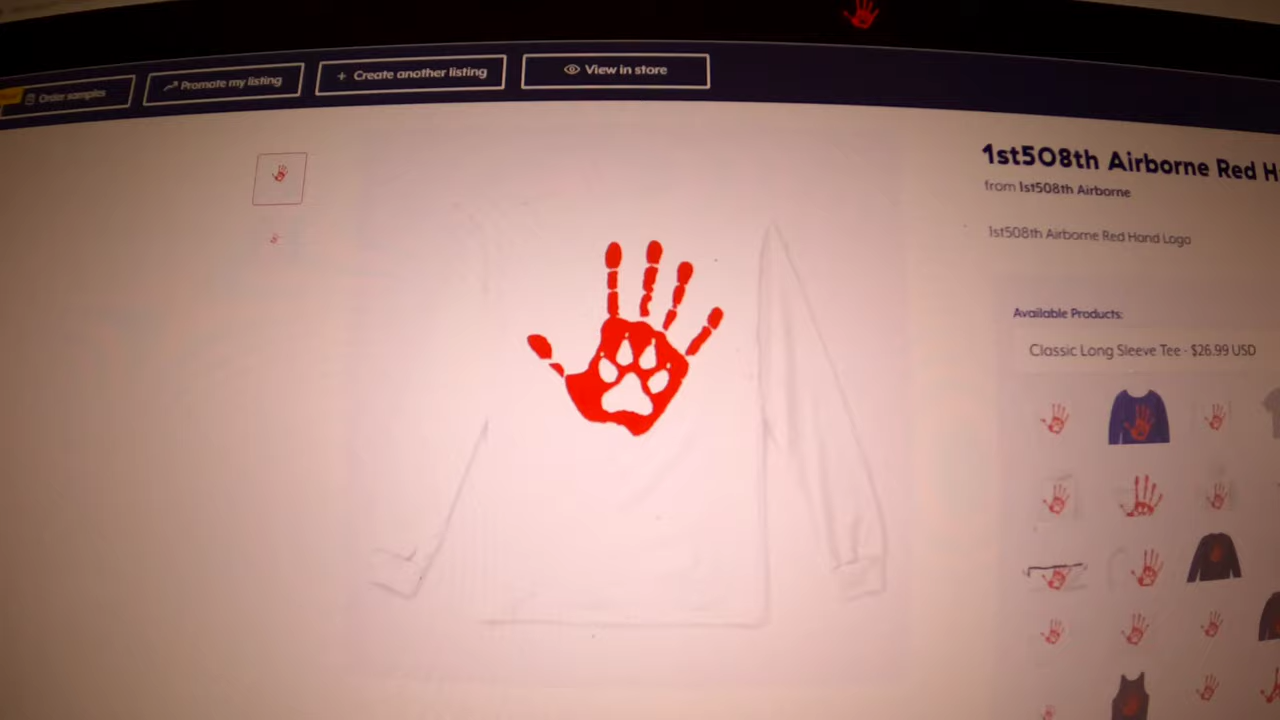 Order samples
Promote my listing
+ Create another listing
View in store
1st508th Airborne Red H
from 1st508th Airborne
1st508th Airborne Red Hand Logo
Available Products:
Classic Long Sleeve Tee - $26.99 USD